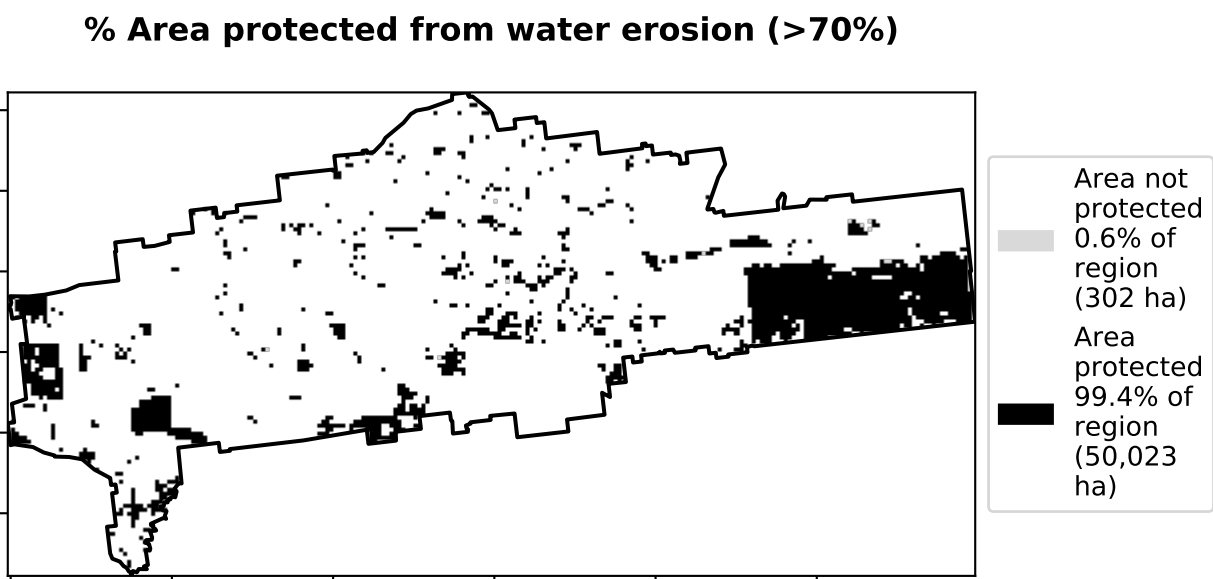 % Area protected from water erosion (>70%)
Area not
protected
0.6% of
region
(302 ha)
Area
protected
99.4% of
region
(50,023
ha)